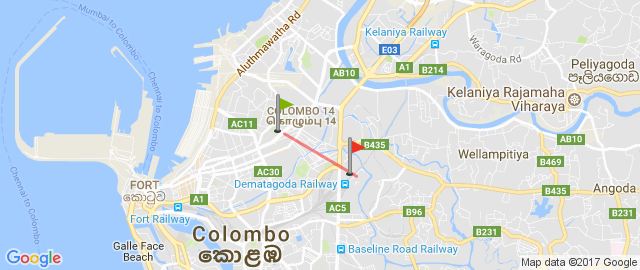 Mumbai to Colombo
Chennai to Colombo
Chennai to Colombo
Aluthmawatha Rd
Kelaniya Railway
E03
Waragoda Rd
Peliyagoda
පෑලියගොඩ
A1
B214
AB10
Kelaniya Rajamaha
Viharaya
COLOMBO 14
கொழும்பு 14
AC11
AB10
B435
Wellampitiya
B435
B469
Angoda
AC30
Dematagoda Railway
FORT
කොටුව
A1
Fort Railway
AC5
B96
B231
B231
Galle Face
Beach
Colombo
කොළඹ
Baseline Road Railway
Google
Map data ©2017 Google